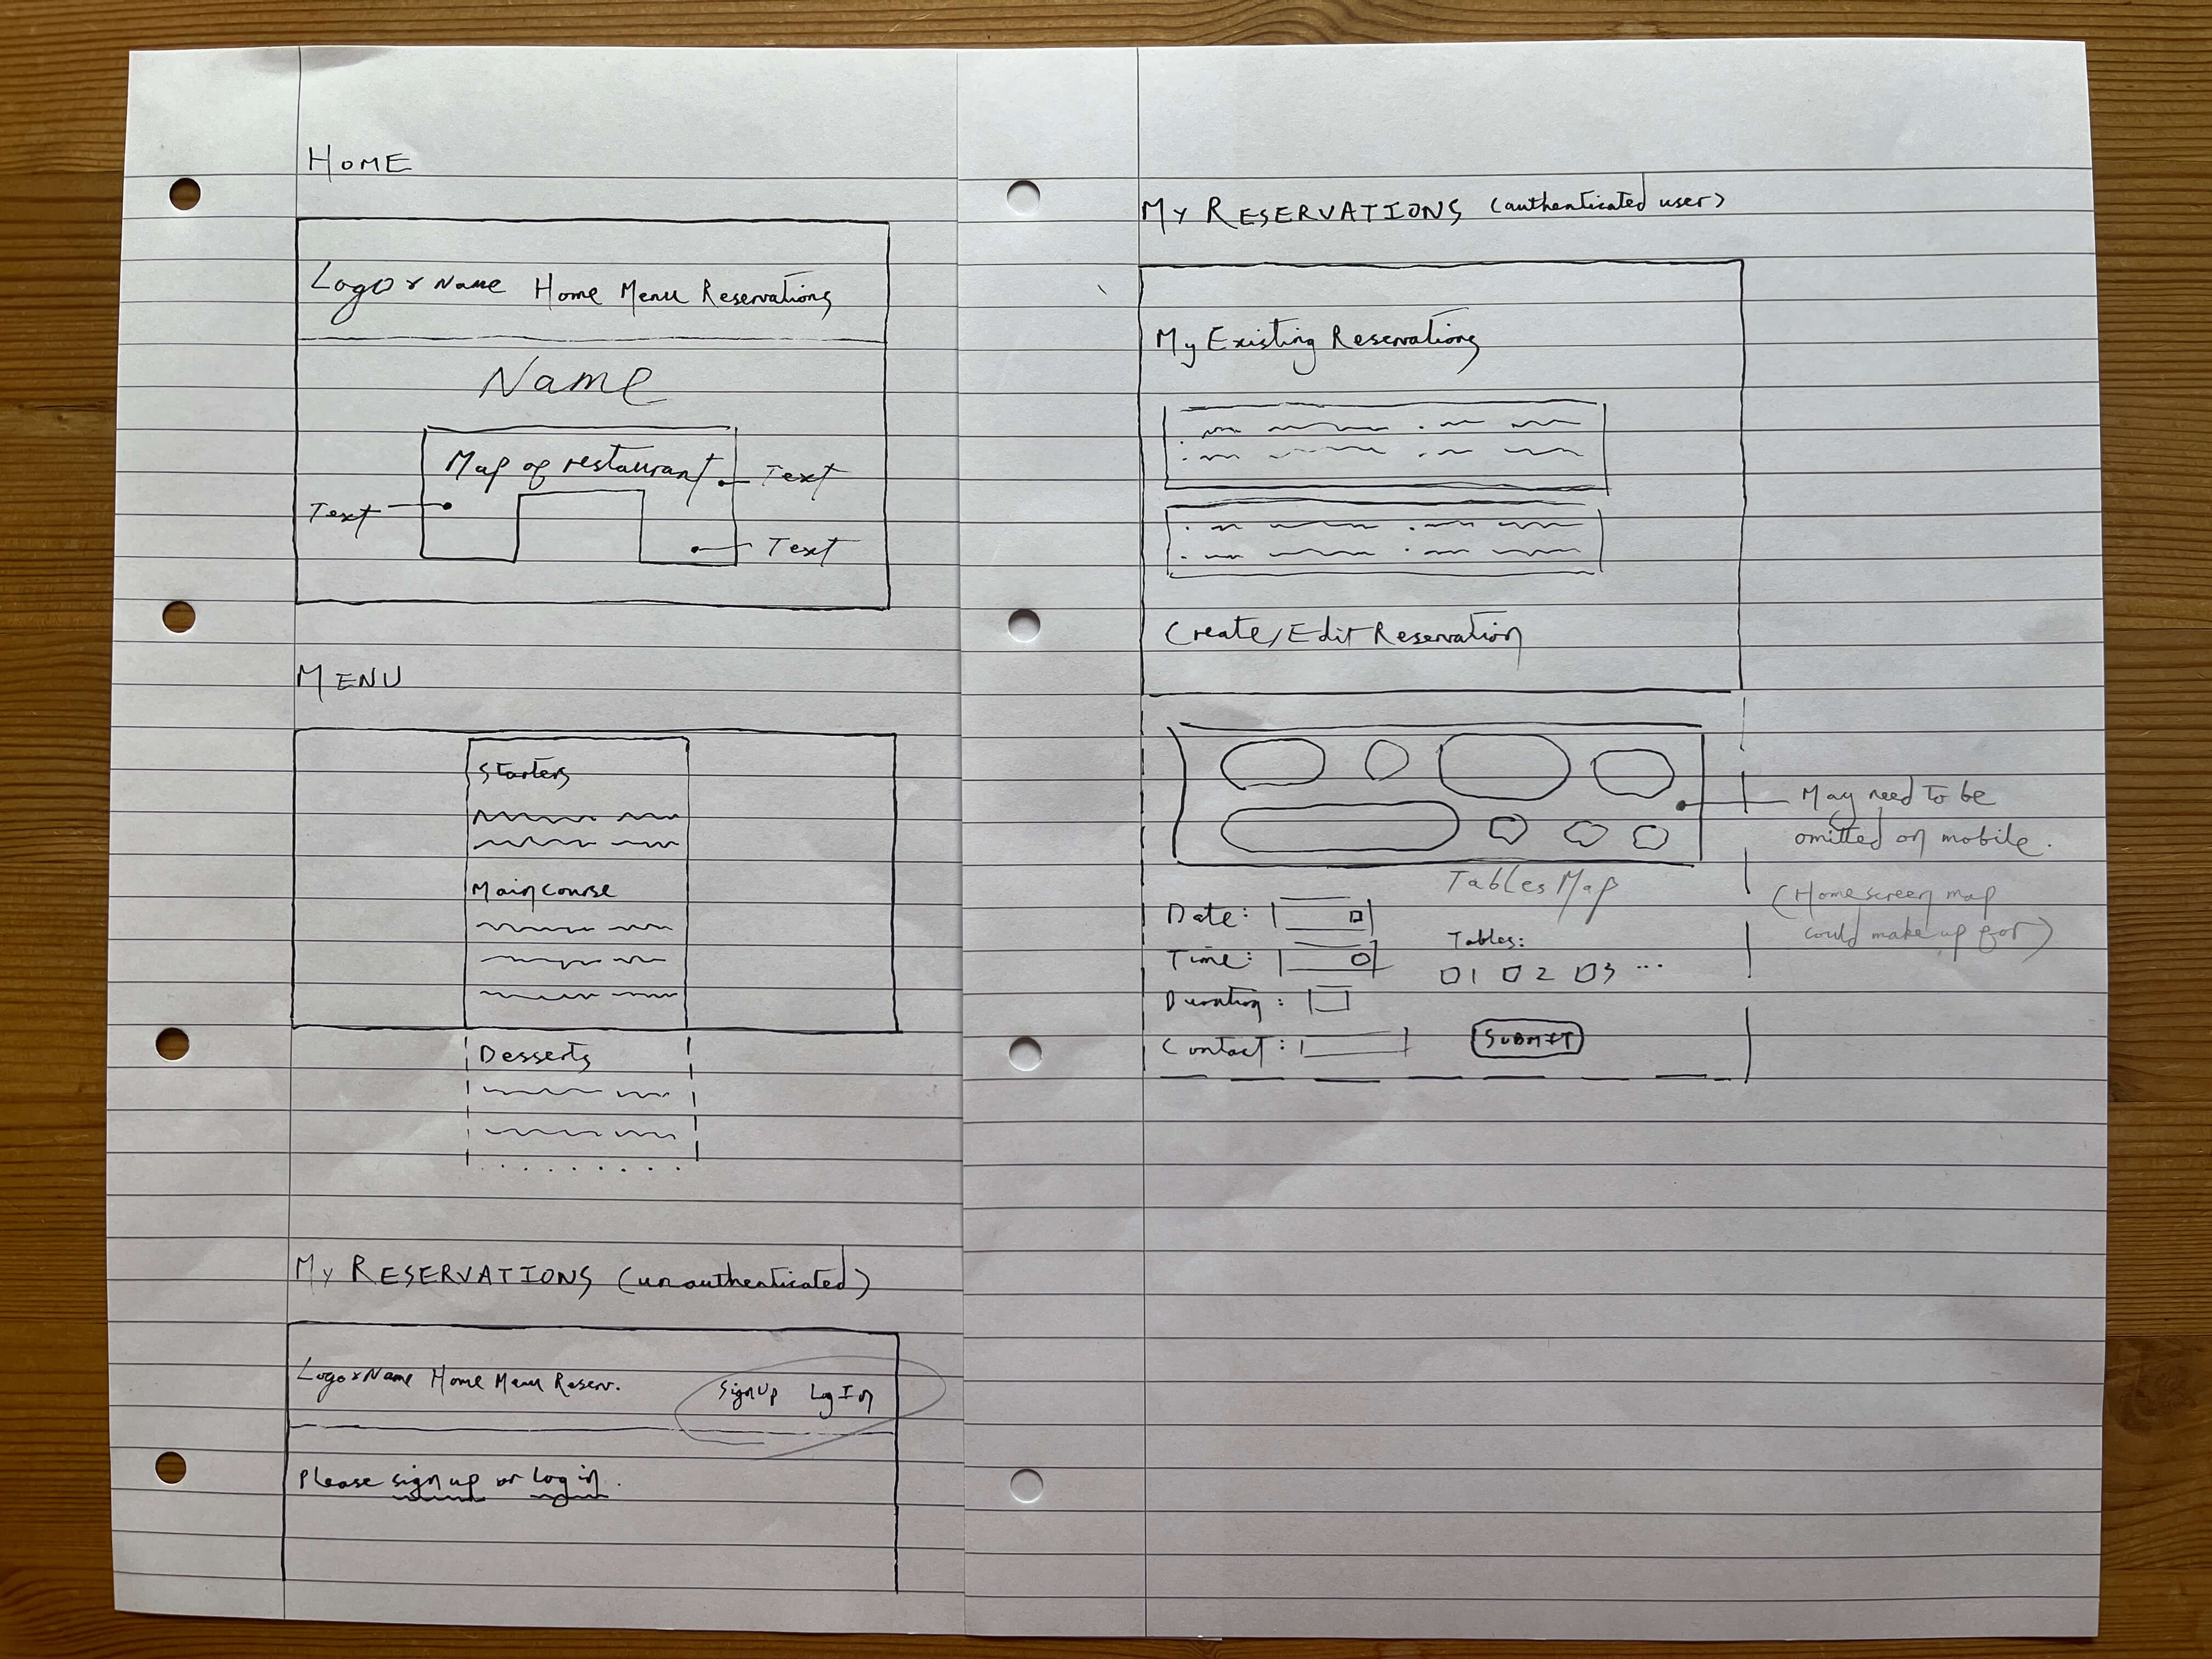 HOME
Logo & Name Home Menu Reservations
Name
Map of restaurant
Text
Text
Text
MENU
Starters
Main course
Desserts
MY RESERVATIONS (unauthenticated)
Logo & Name Home Menu Reserv.
Sign Up Log In
Please sign up or log in.
MY RESERVATIONS (authenticated user)
My Existing Reservations
Create/Edit Reservation
May need to be
omitted on mobile.
(Home screen map
could make up for)
Tables Map
Date:
Time:
Duration:
Contact:
Tables:
1 2 3 ...
SUBMIT